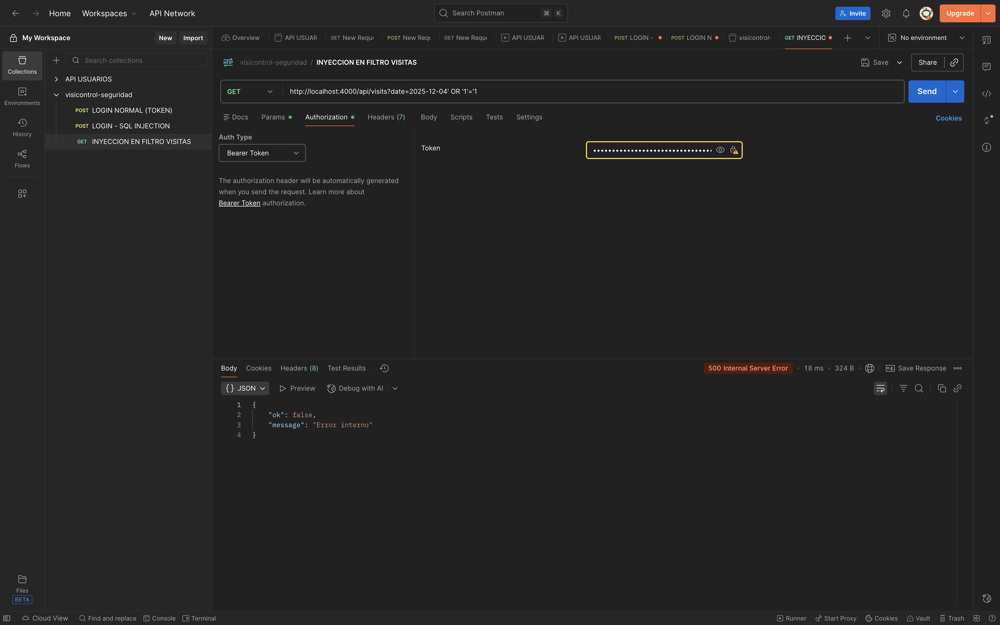 Home Workspaces API Network
Search Postman ⌘ K
Invite
Upgrade
My Workspace
New Import
Overview
API USUAR
GET New Requ
POST New Requ
GET New Requ
API USUAR
API USUAR
POST LOGIN -
POST LOGIN N
visicontrol-
GET INYECCIO
No environment
Collections
Environments
History
Flows
Files
BETA
Search collections
API USUARIOS
visicontrol-seguridad
POST LOGIN NORMAL (TOKEN)
POST LOGIN - SQL INJECTION
GET INYECCION EN FILTRO VISITAS
HTTP visicontrol-seguridad / INYECCION EN FILTRO VISITAS
Save
Share
GET http://localhost:4000/api/visits?date=2025-12-04' OR '1'='1
Send
Docs Params Authorization Headers (7) Body Scripts Tests Settings
Cookies
Auth Type
Bearer Token
The authorization header will be automatically generated
when you send the request. Learn more about
Bearer Token authorization.
Token
Body Cookies Headers (8) Test Results
500 Internal Server Error • 18 ms • 324 B •
e.g. Save Response
{} JSON Preview Debug with AI
1 {
2 "ok": false,
3 "message": "Error interno"
4 }
Cloud View Find and replace Console Terminal
Runner Start Proxy Cookies Vault Trash